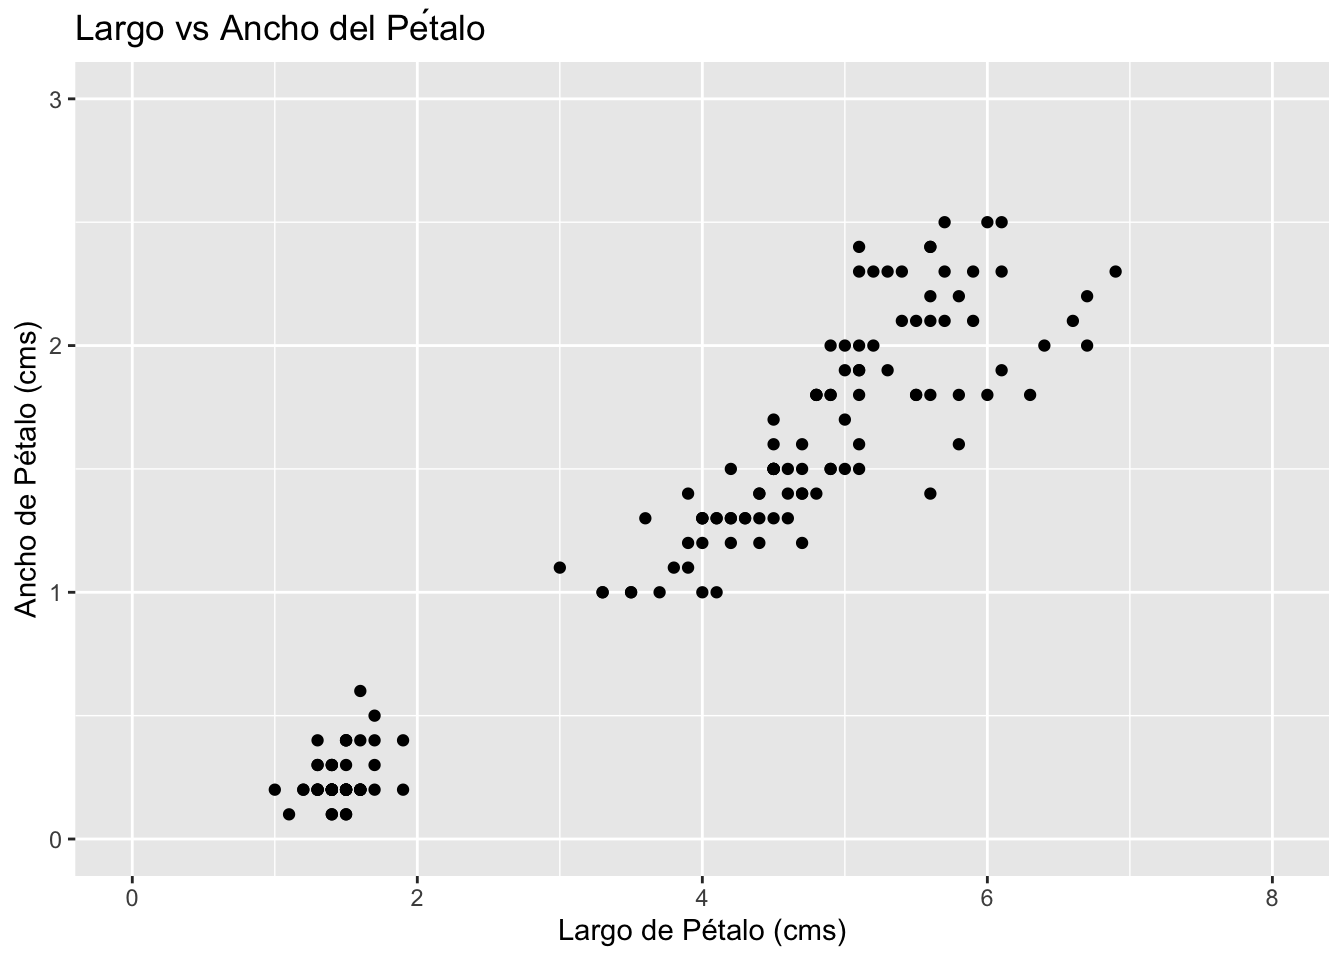 Largo vs Ancho del Pétalo
3
2
1
0
Ancho de Pétalo (cms)
0 2 4 6 8
Largo de Pétalo (cms)